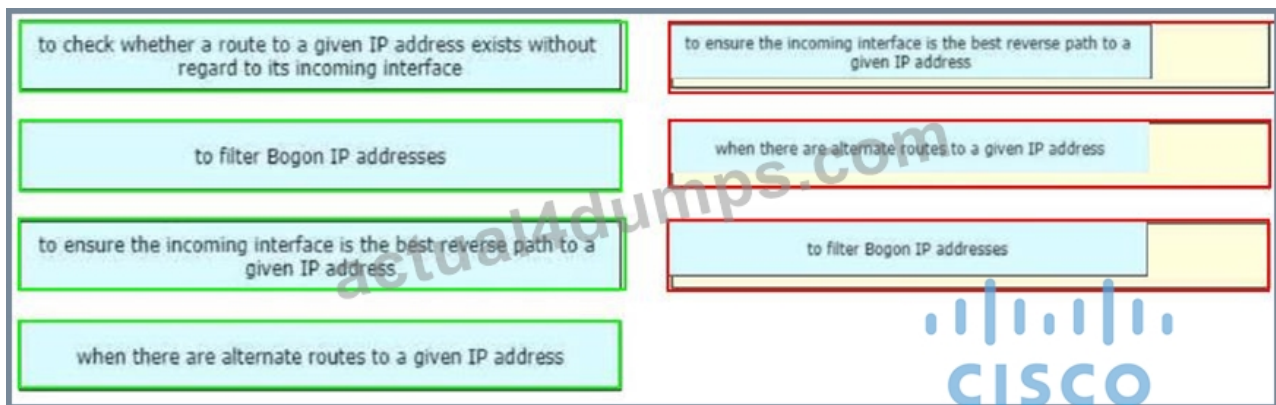 to check whether a route to a given IP address exists without
regard to its incoming interface
to filter Bogon IP addresses
to ensure the incoming interface is the best reverse path to a
given IP address
when there are alternate routes to a given IP address
to ensure the incoming interface is the best reverse path to a
given IP address
when there are alternate routes to a given IP address
to filter Bogon IP addresses
actual4dumps.com
CISCO